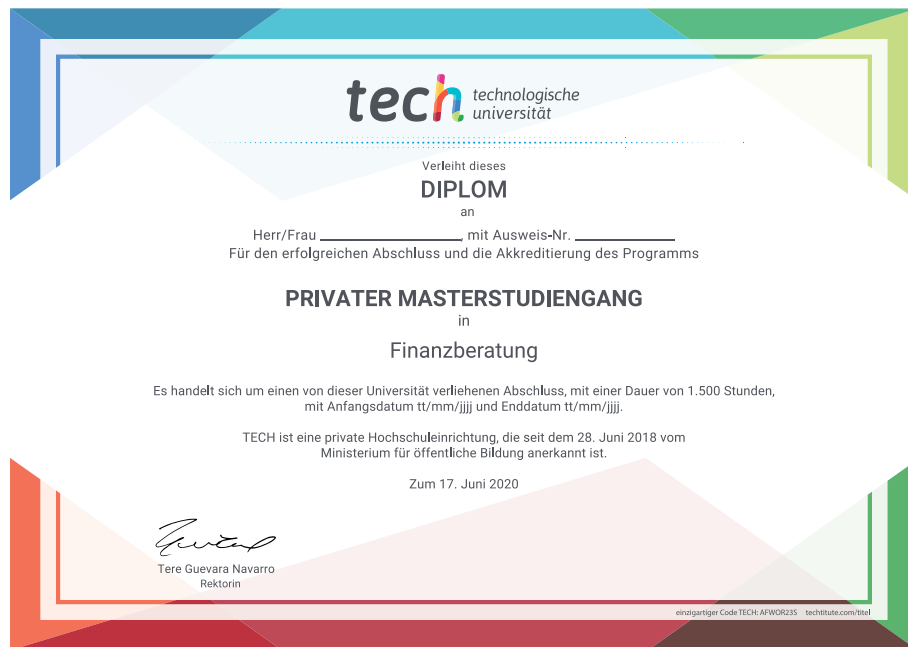 tech technologische
universität
Verleiht dieses
DIPLOM
an
Herr/Frau ____________________, mit Ausweis-Nr. ______________
Für den erfolgreichen Abschluss und die Akkreditierung des Programms
PRIVATER MASTERSTUDIENGANG
in
Finanzberatung
Es handelt sich um einen von dieser Universität verliehenen Abschluss, mit einer Dauer von 1.500 Stunden,
mit Anfangsdatum tt/mm/jjjj und Enddatum tt/mm/jjjj.
TECH ist eine private Hochschuleinrichtung, die seit dem 28. Juni 2018 vom
Ministerium für öffentliche Bildung anerkannt ist.
Zum 17. Juni 2020
Tere Guevara Navarro
Rektorin
einzigartiger Code TECH: AFWOR23S techtitute.com/titel